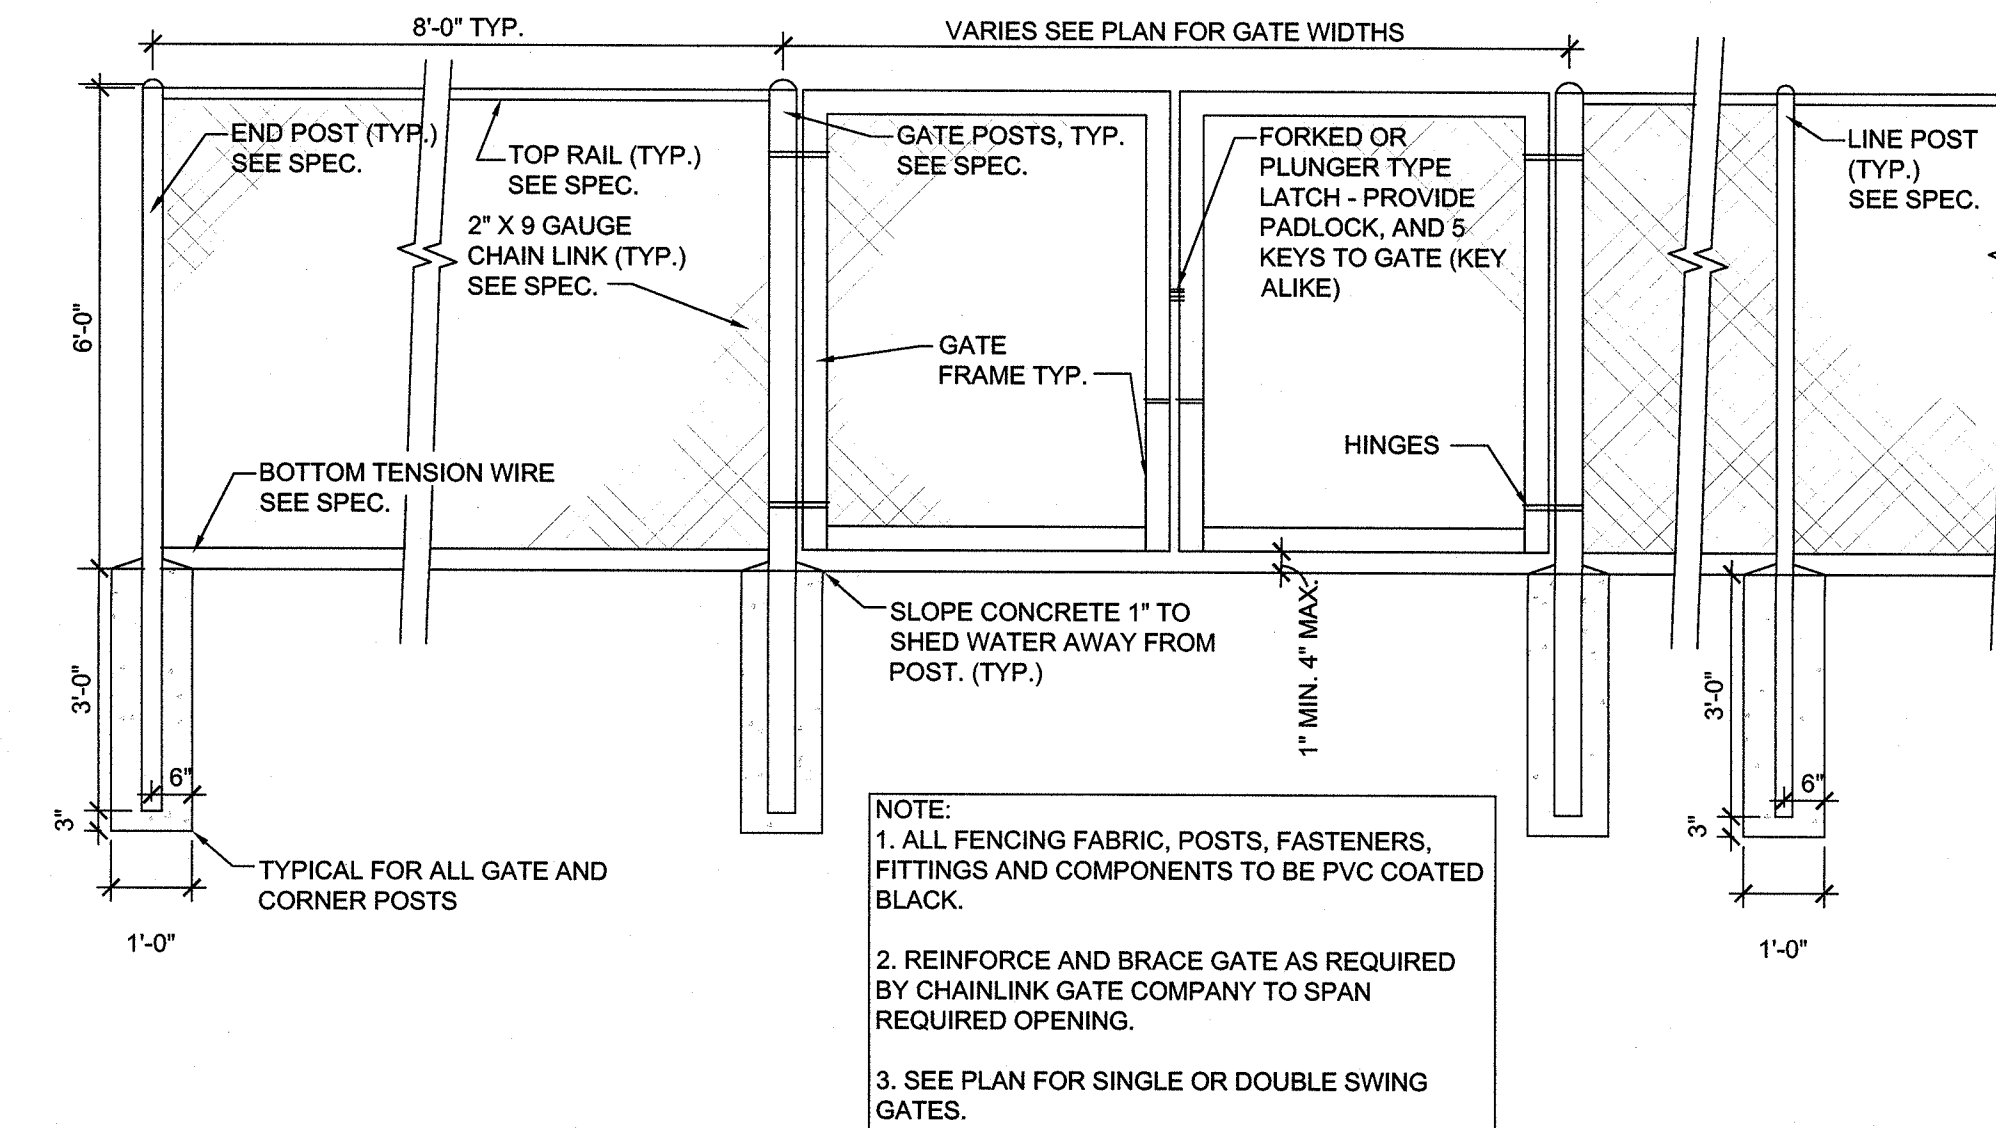 8'-0" TYP.
VARIES SEE PLAN FOR GATE WIDTHS
END POST (TYP.)
SEE SPEC.
TOP RAIL (TYP.)
SEE SPEC.
2" X 9 GAUGE
CHAIN LINK (TYP.)
SEE SPEC.
GATE POSTS, TYP.
SEE SPEC.
FORKED OR
PLUNGER TYPE
LATCH - PROVIDE
PADLOCK, AND 5
KEYS TO GATE (KEY
ALIKE)
LINE POST
(TYP.)
SEE SPEC.
6'-0"
GATE
FRAME TYP.
HINGES
BOTTOM TENSION WIRE
SEE SPEC.
SLOPE CONCRETE 1" TO
SHED WATER AWAY FROM
POST. (TYP.)
1" MIN. 4" MAX.
3'-0"
3'-0"
6"
6"
3"
3"
TYPICAL FOR ALL GATE AND
CORNER POSTS
1'-0"
1'-0"
NOTE:
1. ALL FENCING FABRIC, POSTS, FASTENERS,
FITTINGS AND COMPONENTS TO BE PVC COATED
BLACK.
2. REINFORCE AND BRACE GATE AS REQUIRED
BY CHAINLINK GATE COMPANY TO SPAN
REQUIRED OPENING.
3. SEE PLAN FOR SINGLE OR DOUBLE SWING
GATES.